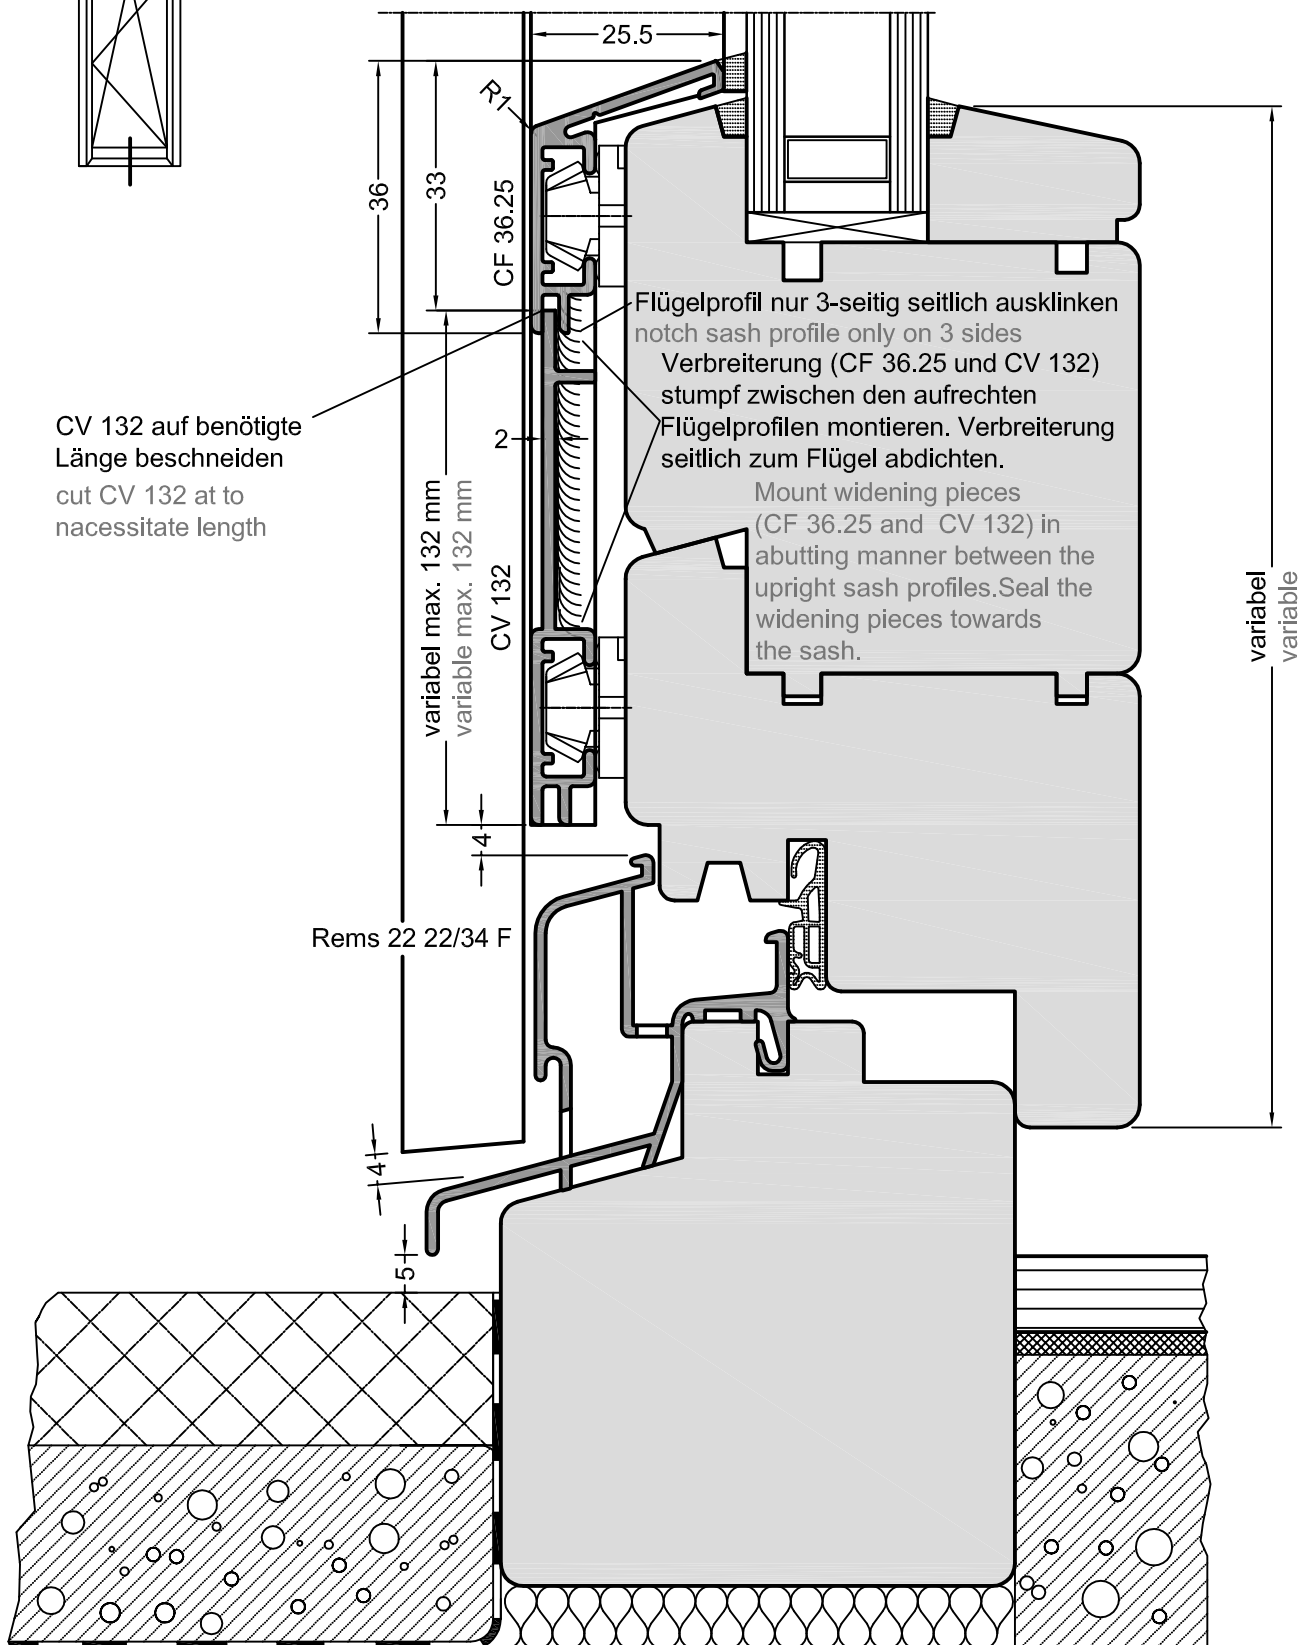 25.5
R1
36
33
CF 36.25
Flügelprofil nur 3-seitig seitlich ausklinken
notch sash profile only on 3 sides
Verbreiterung (CF 36.25 und CV 132)
stumpf zwischen den aufrechten
Flügelprofilen montieren. Verbreiterung
seitlich zum Flügel abdichten.
Mount widening pieces
(CF 36.25 and CV 132) in
abutting manner between the
upright sash profiles.Seal the
widening pieces towards
the sash.
CV 132 auf benötigte
Länge beschneiden
cut CV 132 at to
nacessitate length
2
variabel max. 132 mm
variable max. 132 mm
CV 132
variabel
variable
4
Rems 22 22/34 F
4
5